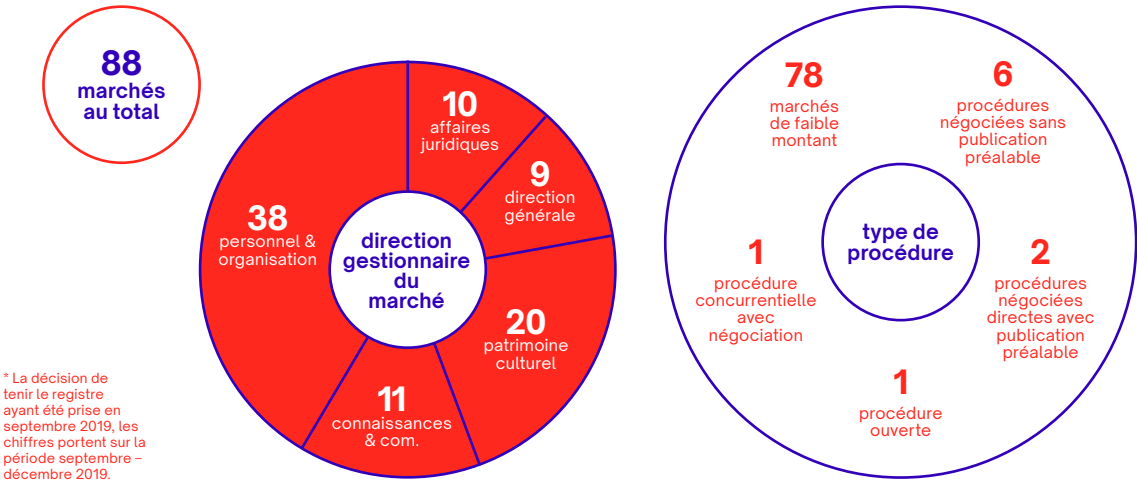 88
marchés
au total
10
affaires
juridiques
9
direction
générale
38
personnel &
organisation
direction
gestionnaire
du
marché
20
patrimoine
culturel
11
connaissances
& com.
* La décision de
tenir le registre
ayant été prise en
septembre 2019, les
chiffres portent sur la
période septembre –
décembre 2019.
78
marchés
de faible
montant
6
procédures
négociées sans
publication
préalable
type de
procédure
1
procédure
concurrentielle
avec
négociation
2
procédures
négociées
directes avec
publication
préalable
1
procédure
ouverte